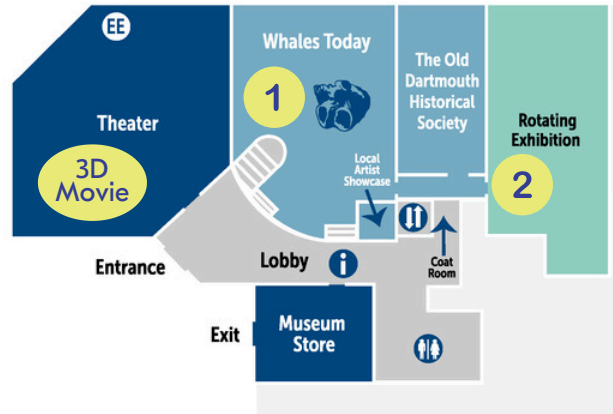 EE
Theater
3D
Movie
Whales Today
1
The Old
Dartmouth
Historical
Society
Rotating
Exhibition
2
Local
Artist
Showcase
Entrance
Lobby
i
Coat
Room
Exit
Museum
Store